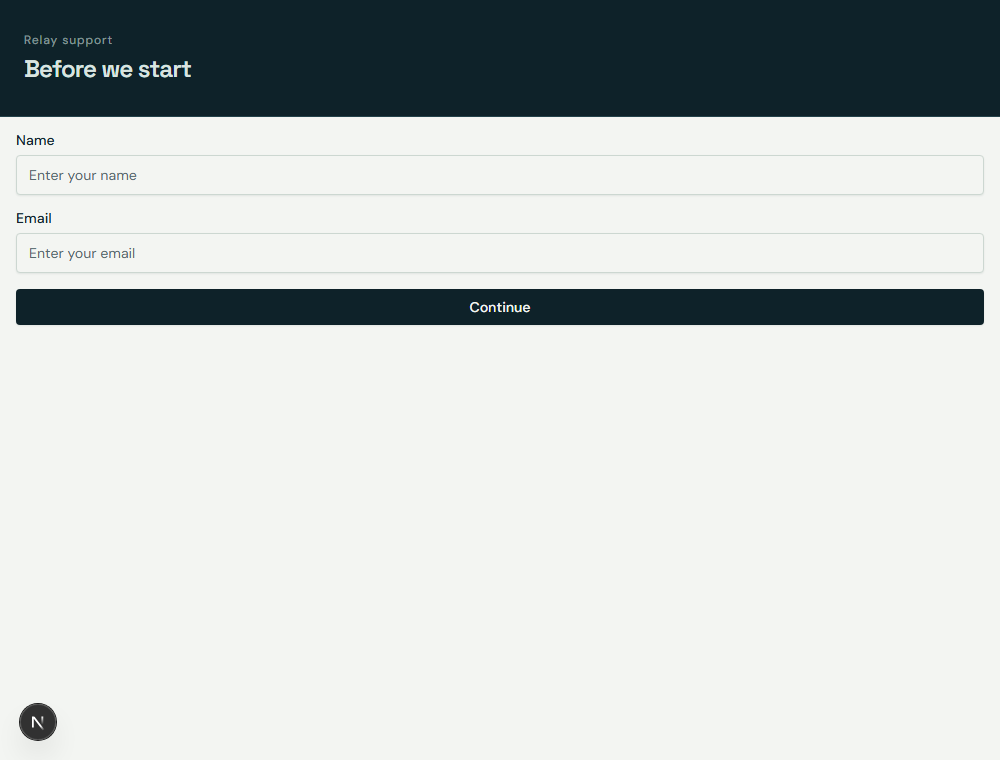 Relay support
Before we start
Name
Enter your name
Email
Enter your email
Continue
N